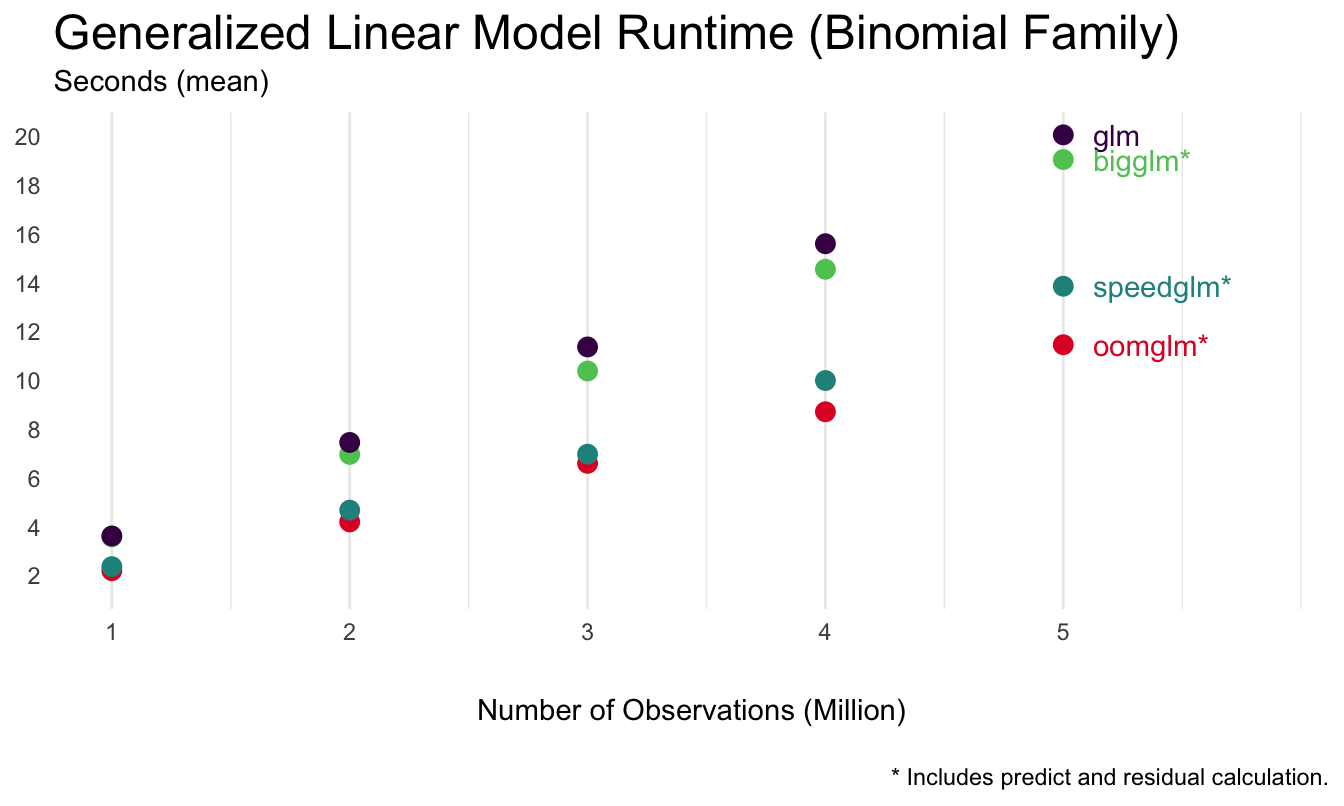 Generalized Linear Model Runtime (Binomial Family)
Seconds (mean)
20
18
16
14
12
10
8
6
4
2
glm
bigglm*
speedglm*
oomglm*
1 2 3 4 5
Number of Observations (Million)
* Includes predict and residual calculation.